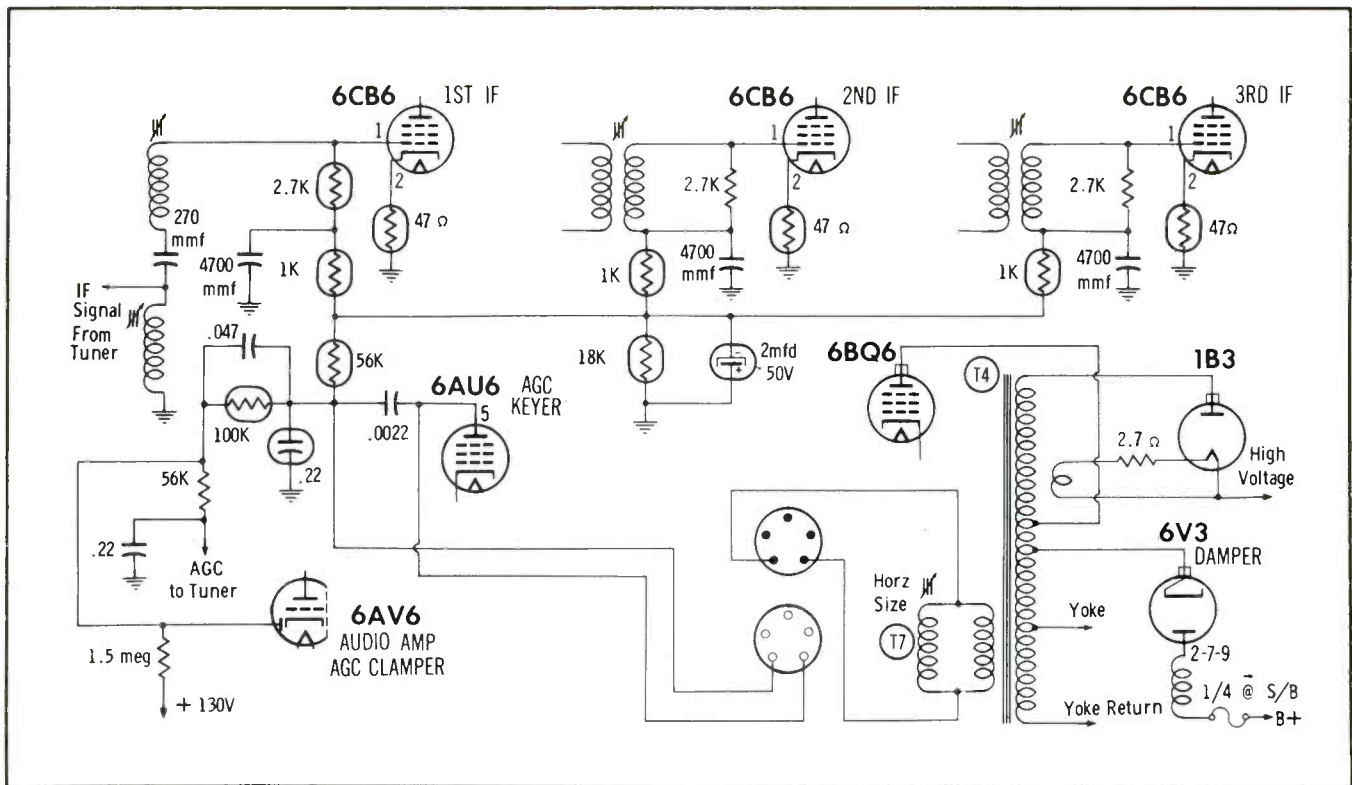 6CB6 1ST IF
6CB6 2ND IF
6CB6 3RD IF
1
1
1
2
2
2
2.7K
2.7K
2.7K
47 Ω
47 Ω
47Ω
270
mmf
4700
mmf
1K
4700
mmf
1K
4700
mmf
1K
IF
Signal
From
Tuner
.047
56K
18K
2mfd
50V
- +
6AU6 AGC
KEYER
5
100K
.0022
.22
56K
.22
AGC
to Tuner
6AV6
AUDIO AMP
AGC CLAMPER
1.5 meg
+ 130V
6BQ6
T4
1B3
2.7 Ω
High
Voltage
6V3
DAMPER
Horz
Size
T7
Yoke
2-7-9
1/4 @ S/B
B+
Yoke Return